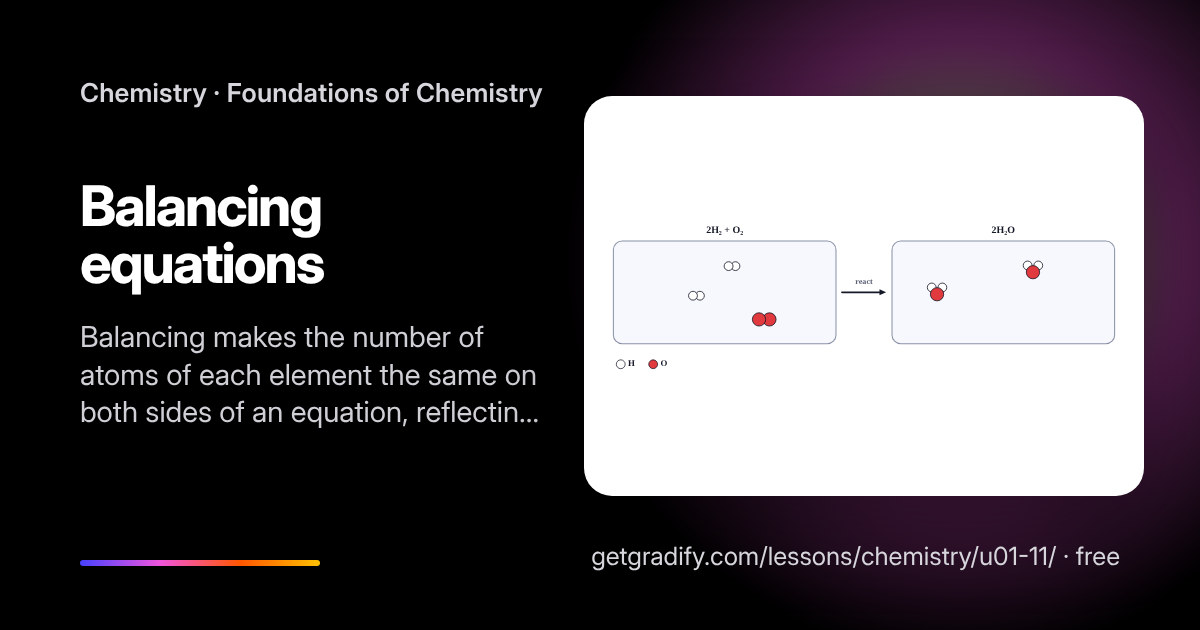 Chemistry · Foundations of Chemistry
Balancing
equations
Balancing makes the number of
atoms of each element the same on
both sides of an equation, reflectin...
2H₂ + O₂
2H₂O
react
H
O
getgradify.com/lessons/chemistry/u01-11/ · free